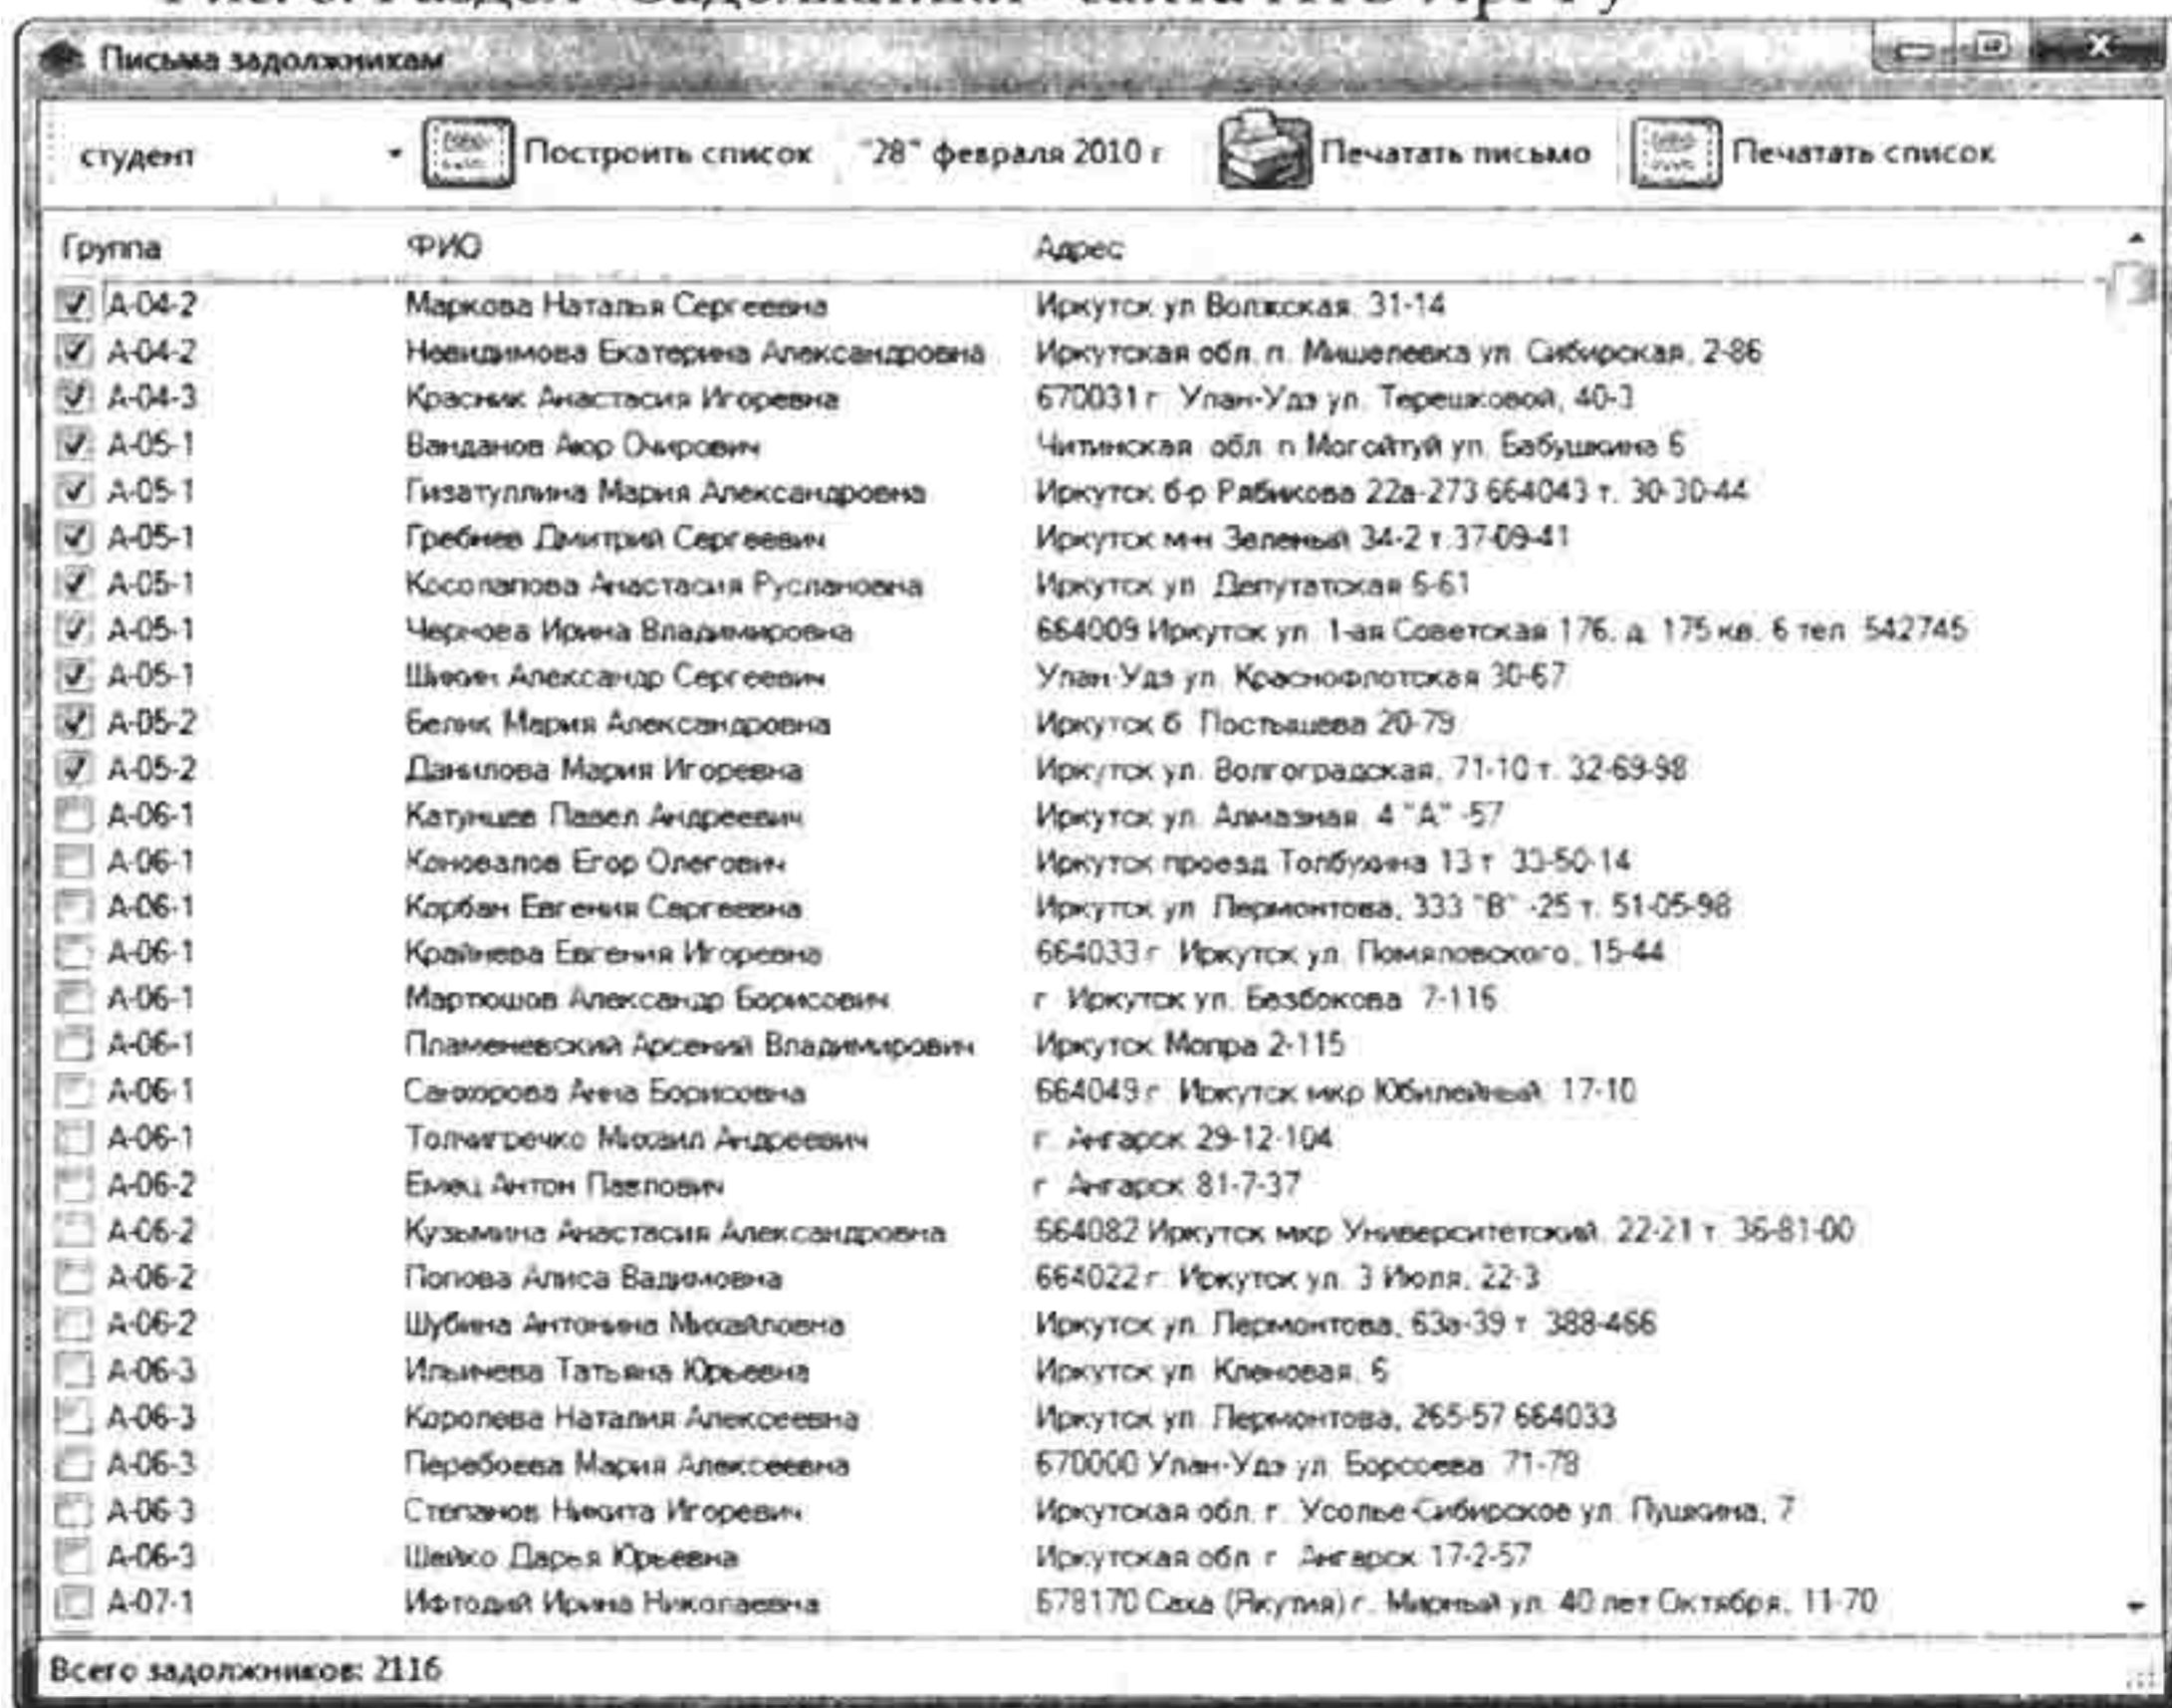 Письма задолжникам
студент Построить список "28" февраля 2010 г Печатать письмо Печатать список
Группа ФИО Адрес
А-04-2 Маркова Наталья Сергеевна Иркутск ул Волжская, 31-14
А-04-2 Невидимова Екатерина Александровна Иркутская обл. п. Мишелевка ул. Сибирская, 2-86
А-04-3 Красник Анастасия Игоревна 670031 г. Улан-Удэ ул. Терешковой, 40-3
А-05-1 Ванданов Аюр Очирович Читинская обл. п Могойтуй ул. Бабушкина 6
А-05-1 Гизатуллина Мария Александровна Иркутск б-р Рябикова 22а-273 664043 т. 30-30-44
А-05-1 Гребнев Дмитрий Сергеевич Иркутск м-н Зеленый 34-2 т.37-09-41
А-05-1 Косолапова Анастасия Руслановна Иркутск ул. Депутатская 6-61
А-05-1 Чернова Ирина Владимировна 664009 Иркутск ул. 1-ая Советская 176, д. 175 кв. 6 тел. 542745
А-05-1 Шикин Александр Сергеевич Улан-Удэ ул. Краснофлотская 30-67
А-05-2 Белик Мария Александровна Иркутск б. Постышева 20-79
А-05-2 Данилова Мария Игоревна Иркутск ул. Волгоградская, 71-10 т. 32-69-98
А-06-1 Катунцев Павел Андреевич Иркутск ул. Алмазная, 4 "А" -57
А-06-1 Коновалов Егор Олегович Иркутск проезд Толбухина 13 т. 33-50-14
А-06-1 Корбан Евгения Сергеевна Иркутск ул. Лермонтова, 333 "В" -25 т. 51-05-98
А-06-1 Крайнева Евгения Игоревна 664033 г. Иркутск ул. Помяловского, 15-44
А-06-1 Мартюшов Александр Борисович г. Иркутск ул. Безбокова 7-116
А-06-1 Пламеневский Арсений Владимирович Иркутск Мопра 2-115
А-06-1 Санжорова Анна Борисовна 664049 г. Иркутск мкр Юбилейный, 17-10
А-06-1 Толчигречко Михаил Андреевич г. Ангарск 29-12-104
А-06-2 Емец Антон Павлович г. Ангарск 81-7-37
А-06-2 Кузьмина Анастасия Александровна 664082 Иркутск мкр Университетский, 22-21 т. 36-81-00
А-06-2 Попова Алиса Вадимовна 664022 г. Иркутск ул. 3 Июля, 22-3
А-06-2 Шубина Антонина Михайловна Иркутск ул. Лермонтова, 63а-39 т. 388-466
А-06-3 Ильичева Татьяна Юрьевна Иркутск ул. Кленовая, 6
А-06-3 Королева Наталия Алексеевна Иркутск ул. Лермонтова, 265-57 664033
А-06-3 Перебоева Мария Алексеевна 670000 Улан-Удэ ул. Борсоева 71-78
А-06-3 Степанов Никита Игоревич Иркутская обл. г. Усолье-Сибирское ул. Пушкина, 7
А-06-3 Шейко Дарья Юрьевна Иркутская обл. г. Ангарск 17-2-57
А-07-1 Ифтодий Ирина Николаевна 678170 Саха (Якутия) г. Мирный ул. 40 лет Октября, 11-70
Всего задолжников: 2116